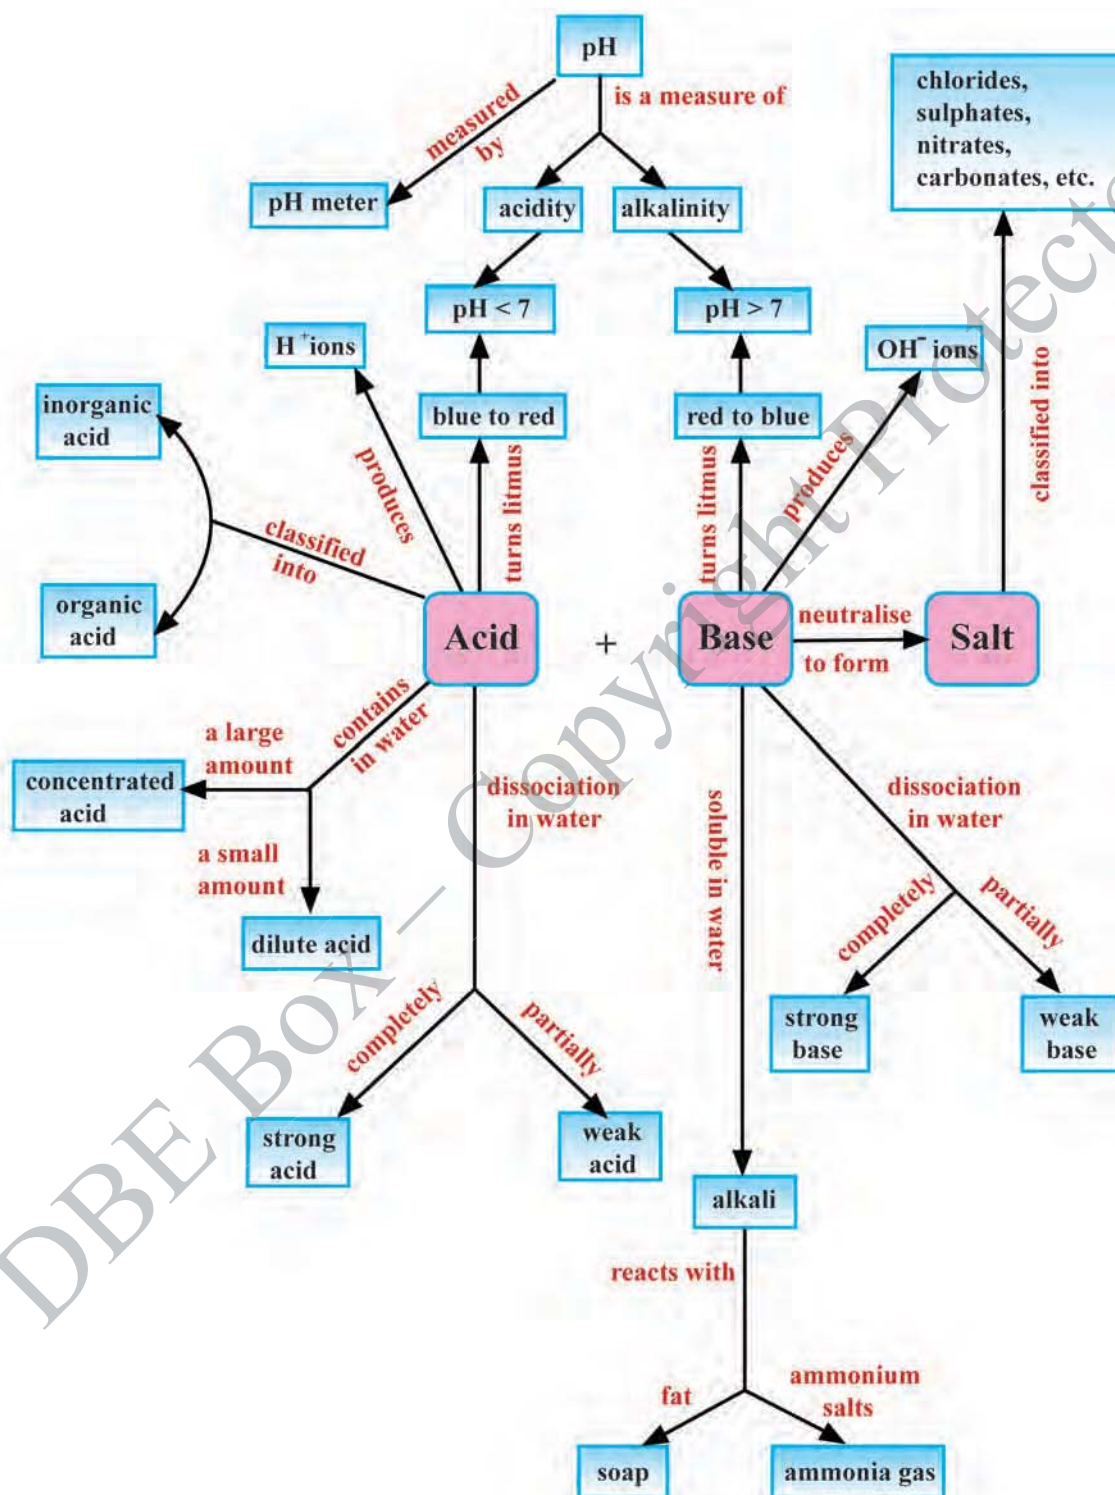 pH
is a measure of
measured
by
chlorides,
sulphates,
nitrates,
carbonates, etc.
pH meter
acidity
alkalinity
pH < 7
pH > 7
H⁺ ions
OH⁻ ions
inorganic
acid
blue to red
red to blue
produces
turns litmus
turns litmus
produces
classified into
classified
into
organic
acid
Acid
+
Base
neutralise
to form
Salt
contains
in water
a large
amount
concentrated
acid
a small
amount
dilute acid
dissociation
in water
soluble in water
dissociation
in water
completely
partially
completely
partially
strong
base
weak
base
strong
acid
weak
acid
alkali
reacts with
fat
ammonium
salts
soap
ammonia gas
DBE Box – Copyright Protecte